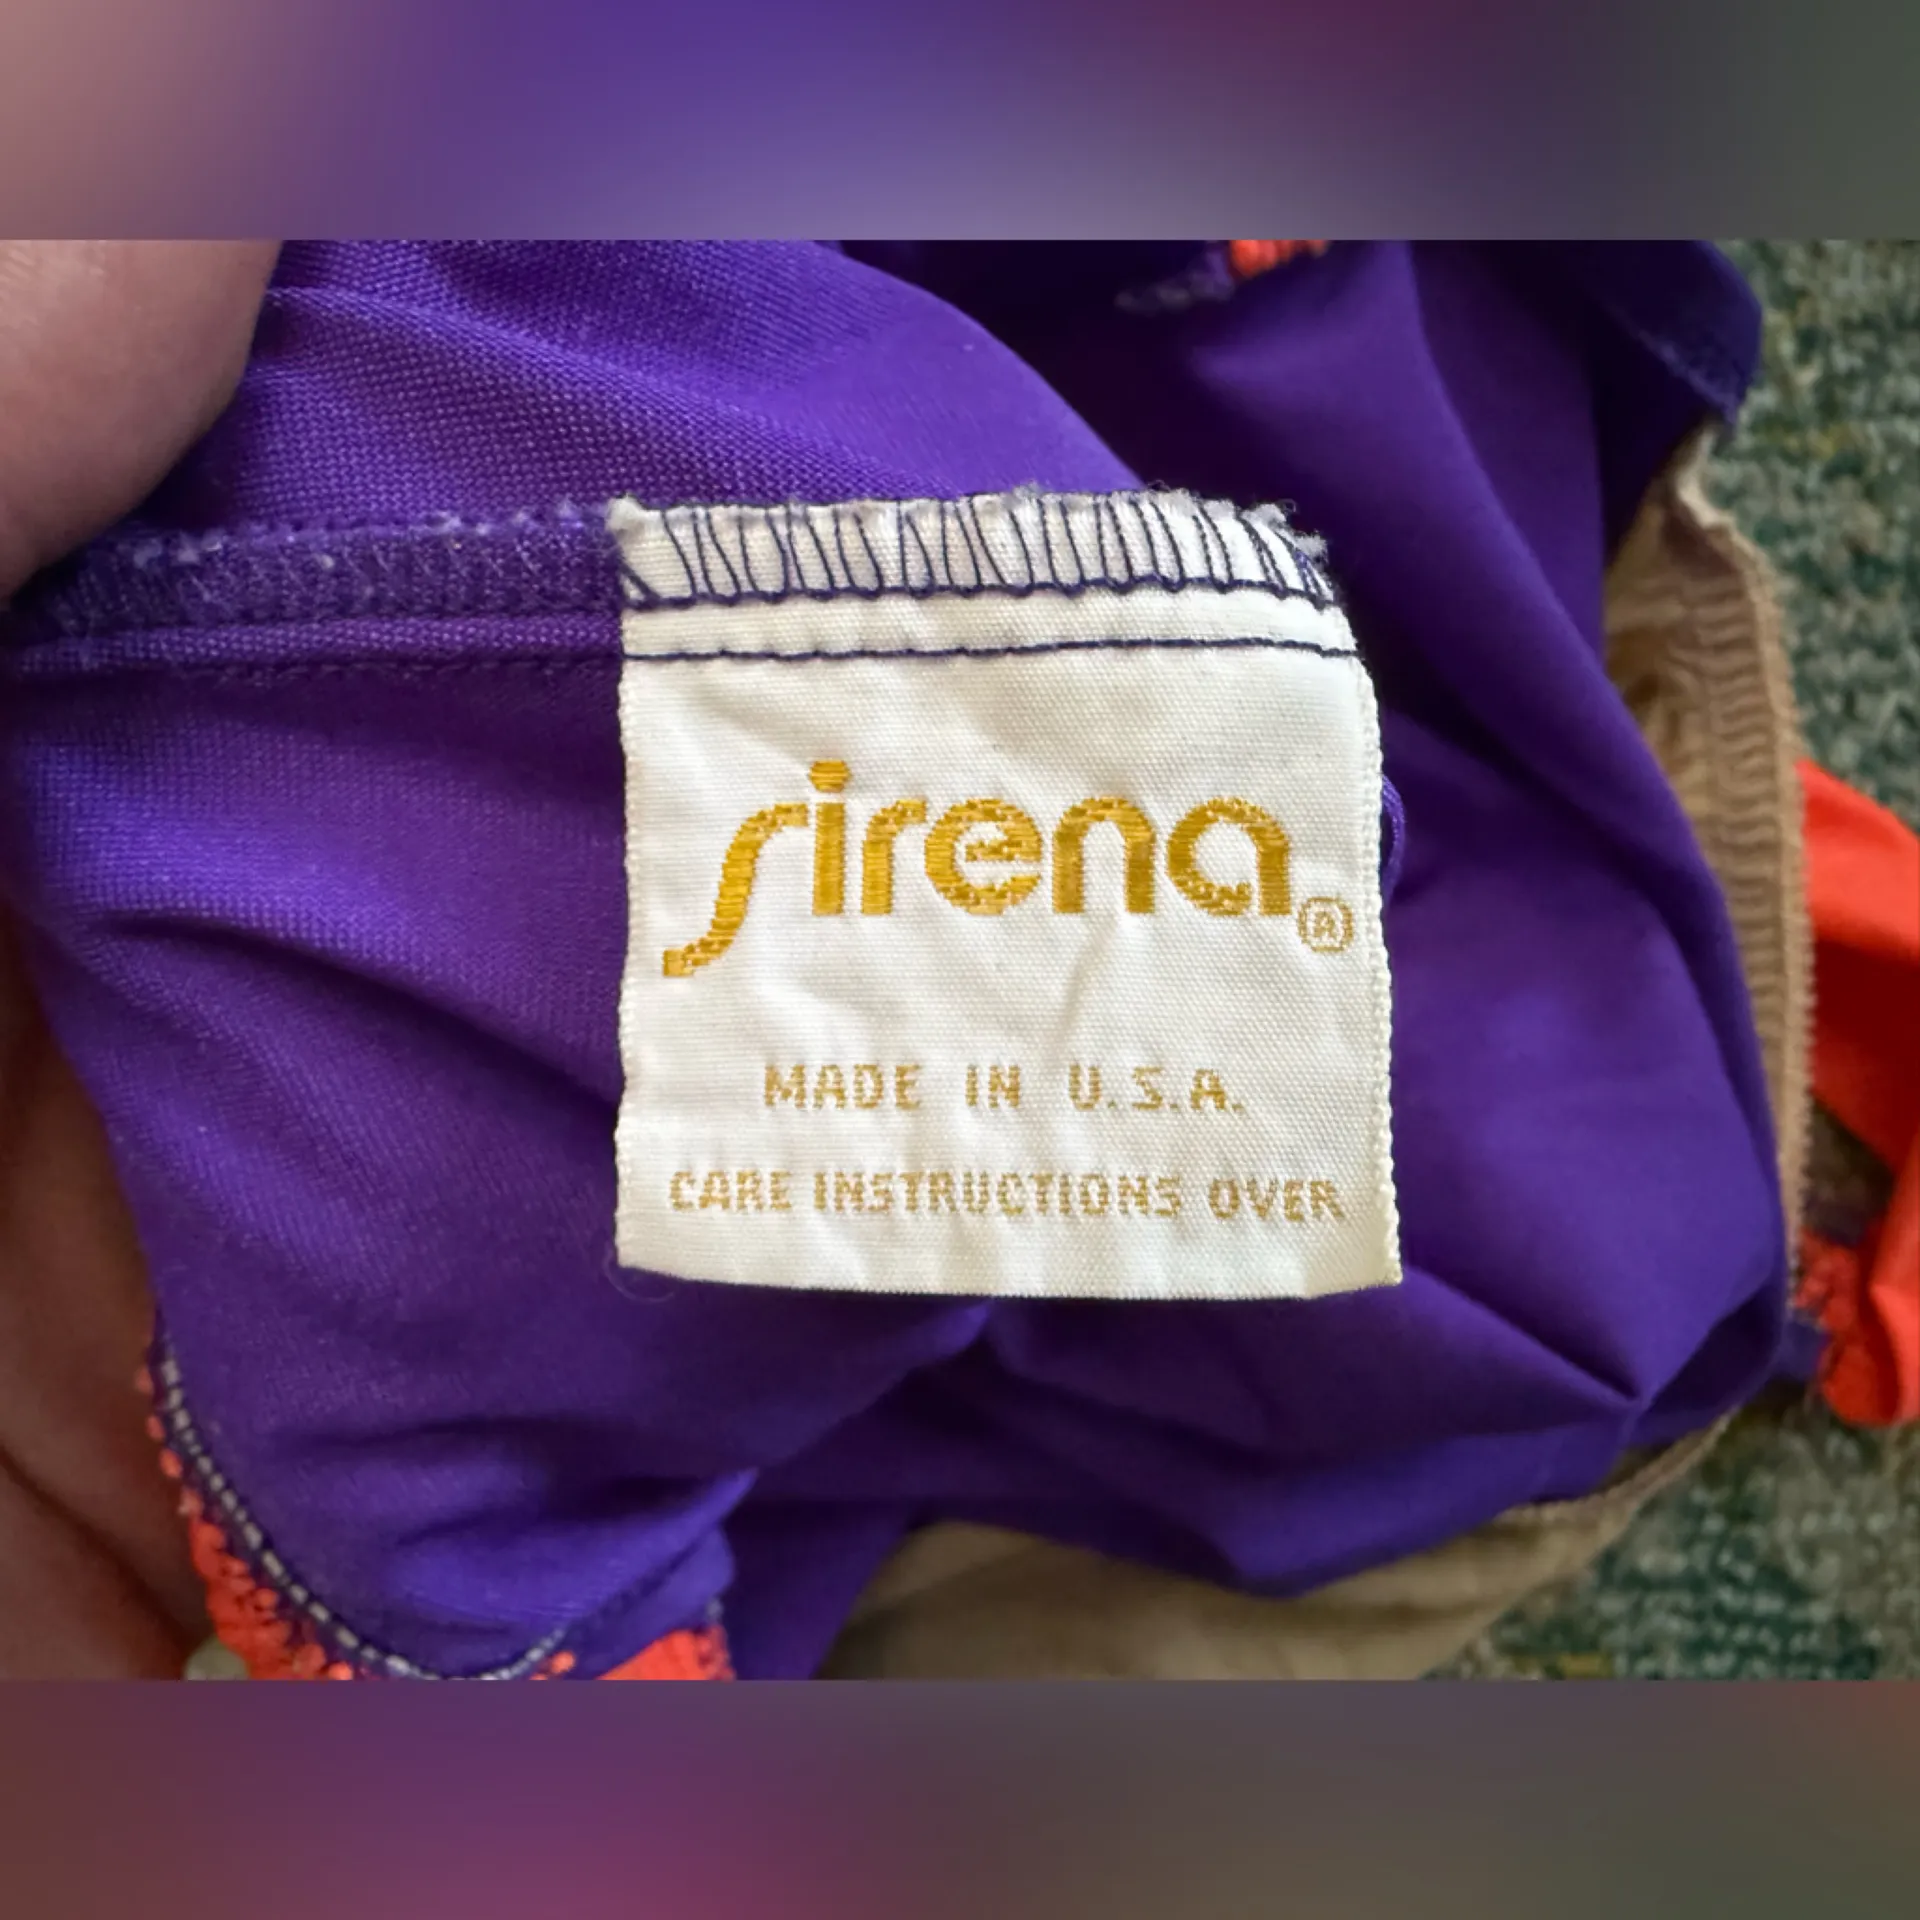 sirena®
MADE IN U.S.A.
CARE INSTRUCTIONS OVER